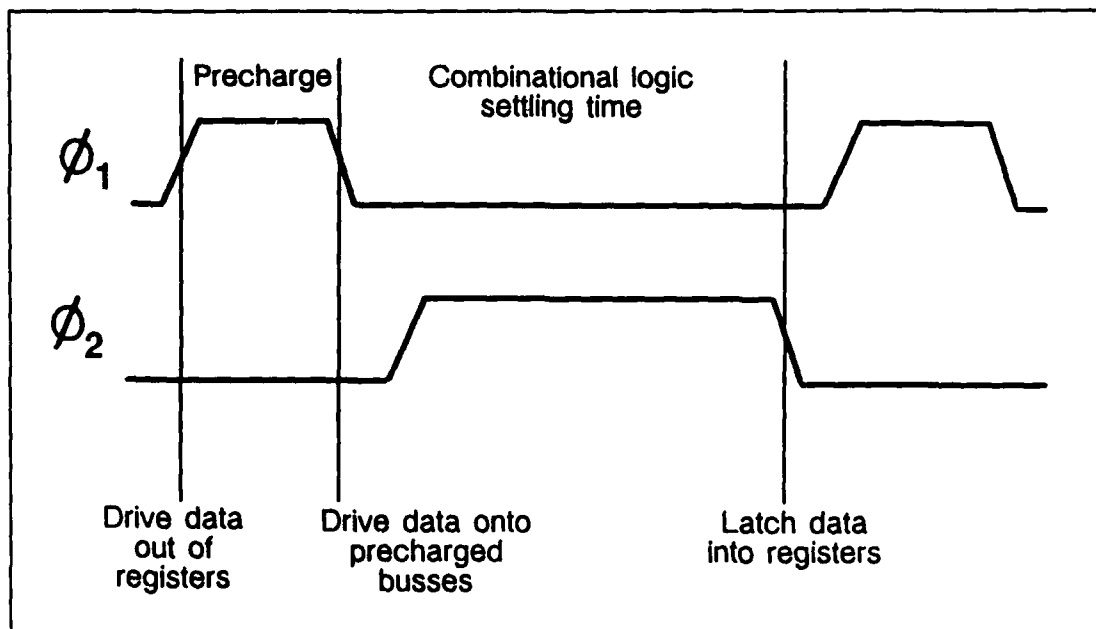 Precharge
Combinational logic
settling time
ϕ₁
ϕ₂
Drive data
out of
registers
Drive data onto
precharged
busses
Latch data
into registers